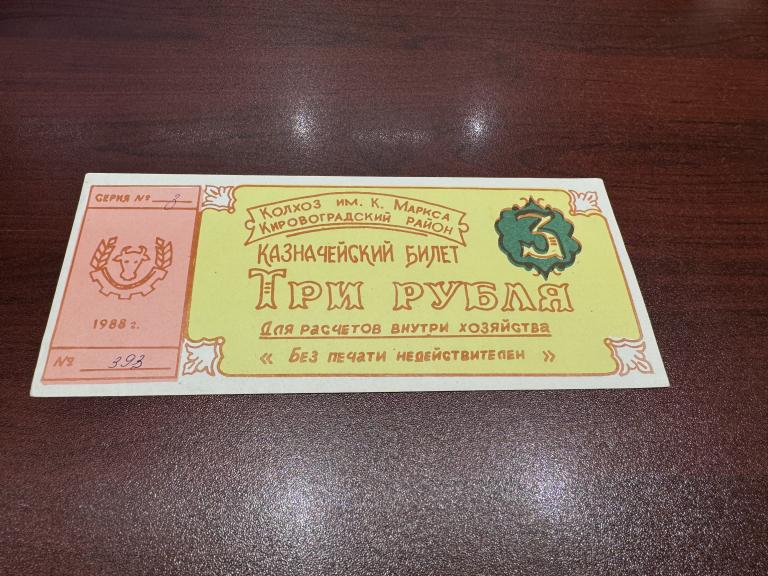 СЕРИЯ № 3
1988 г.
№ 393
Колхоз им. К. Маркса
Кировоградский район
Казначейский билет
Три рубля
Для расчетов внутри хозяйства
« Без печати недействителен »
3